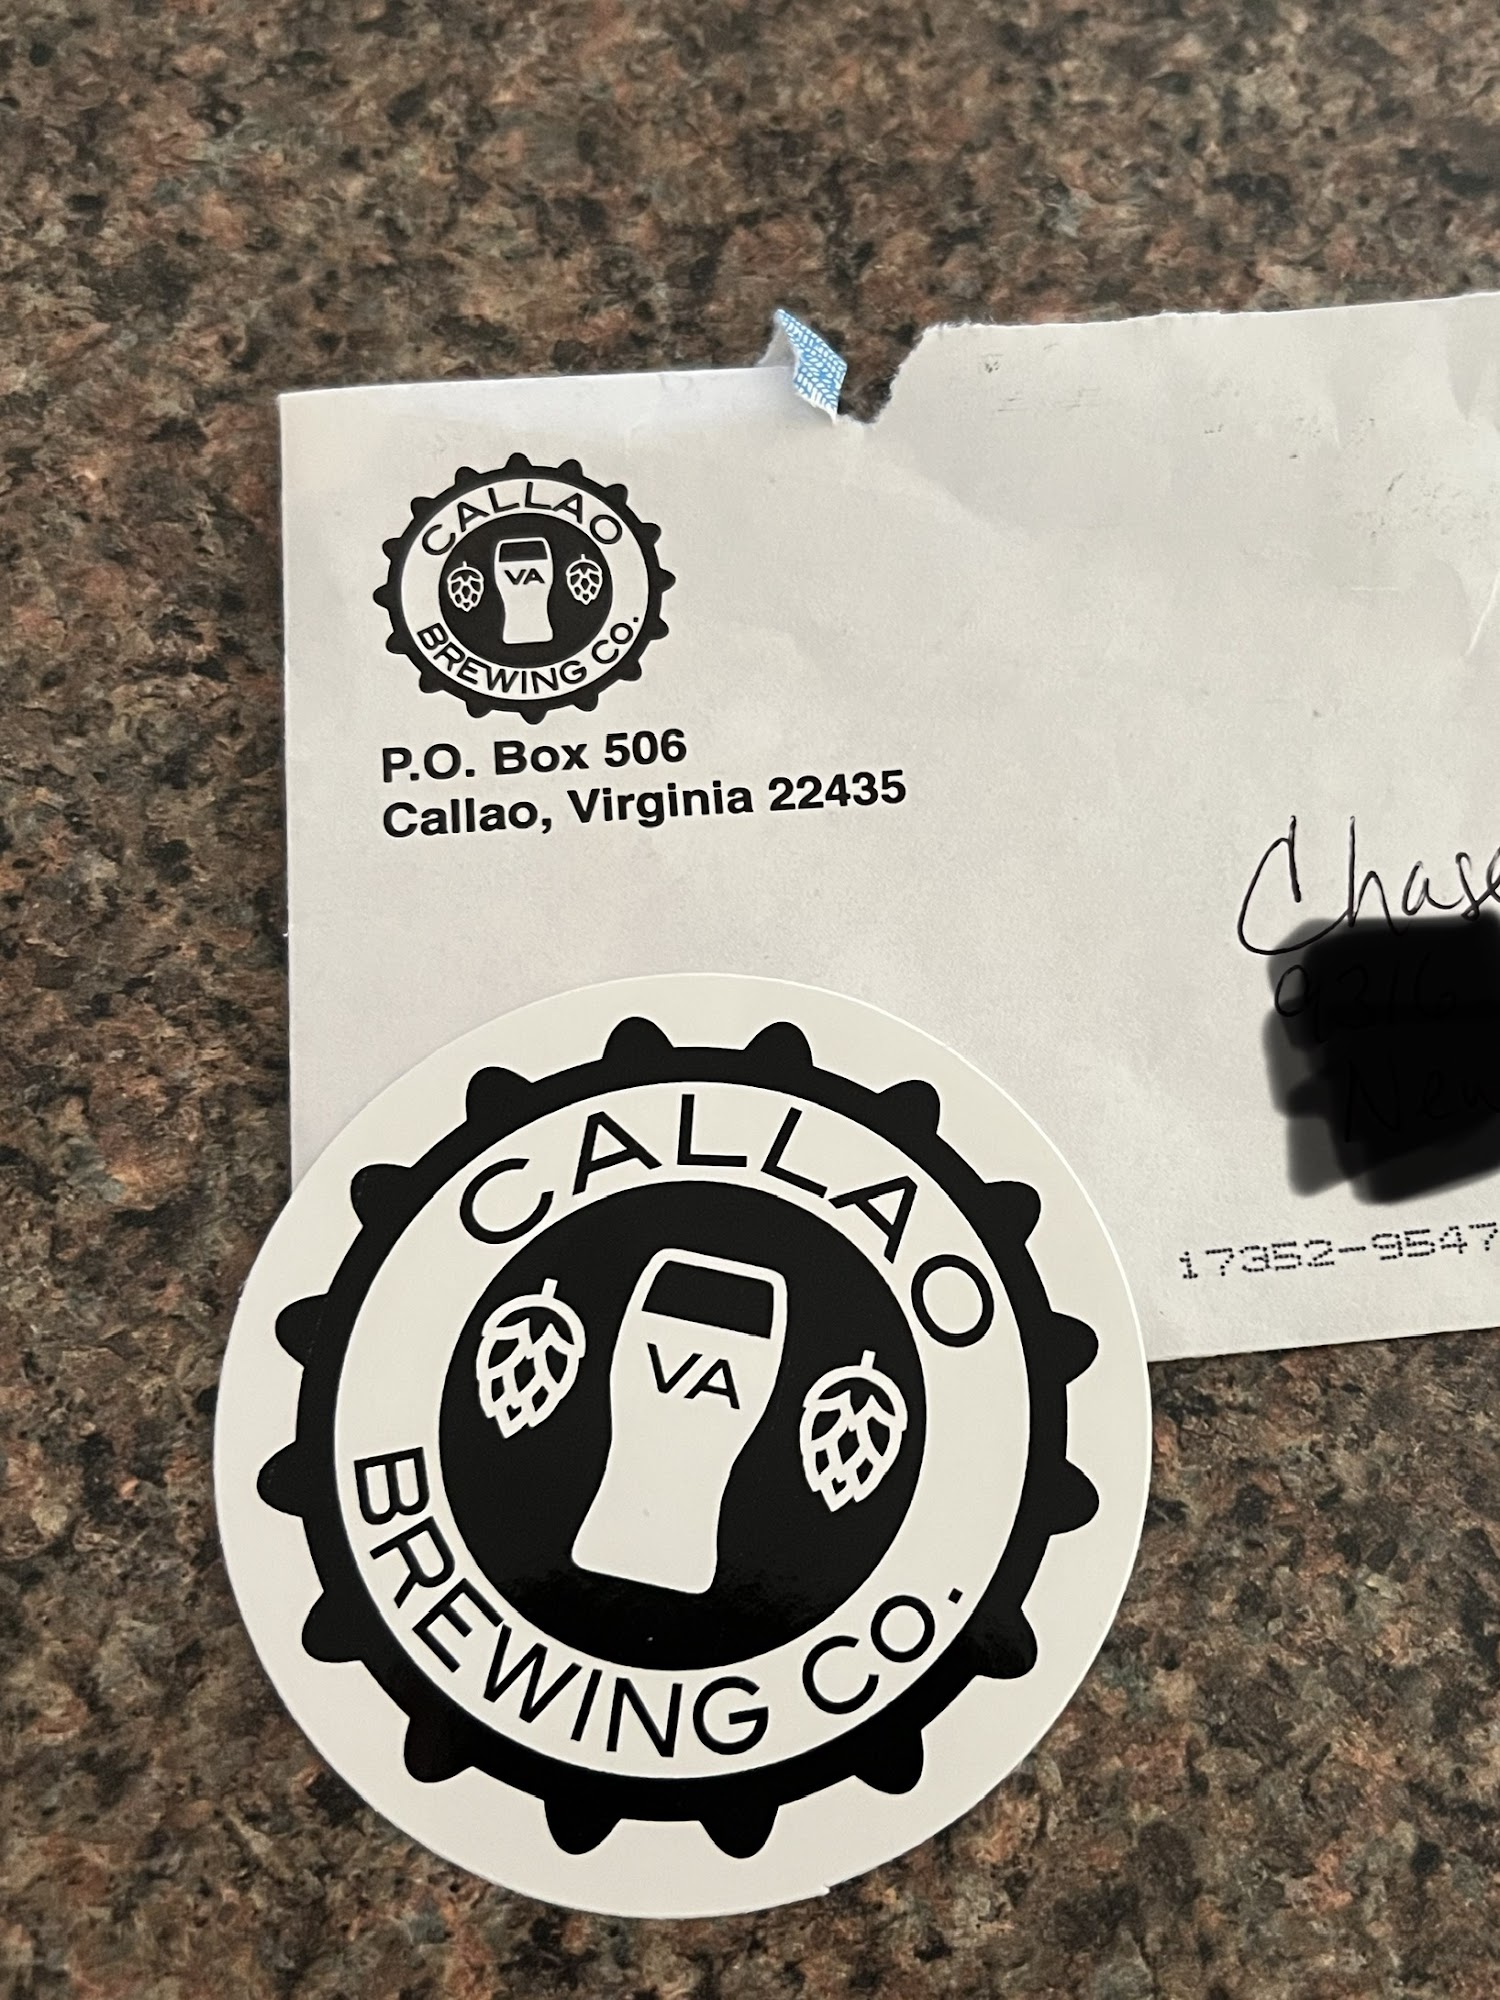 CALLAO
VA
BREWING CO.
P.O. Box 506
Callao, Virginia 22435
Chase
17352-9547
CALLAO
VA
BREWING CO.